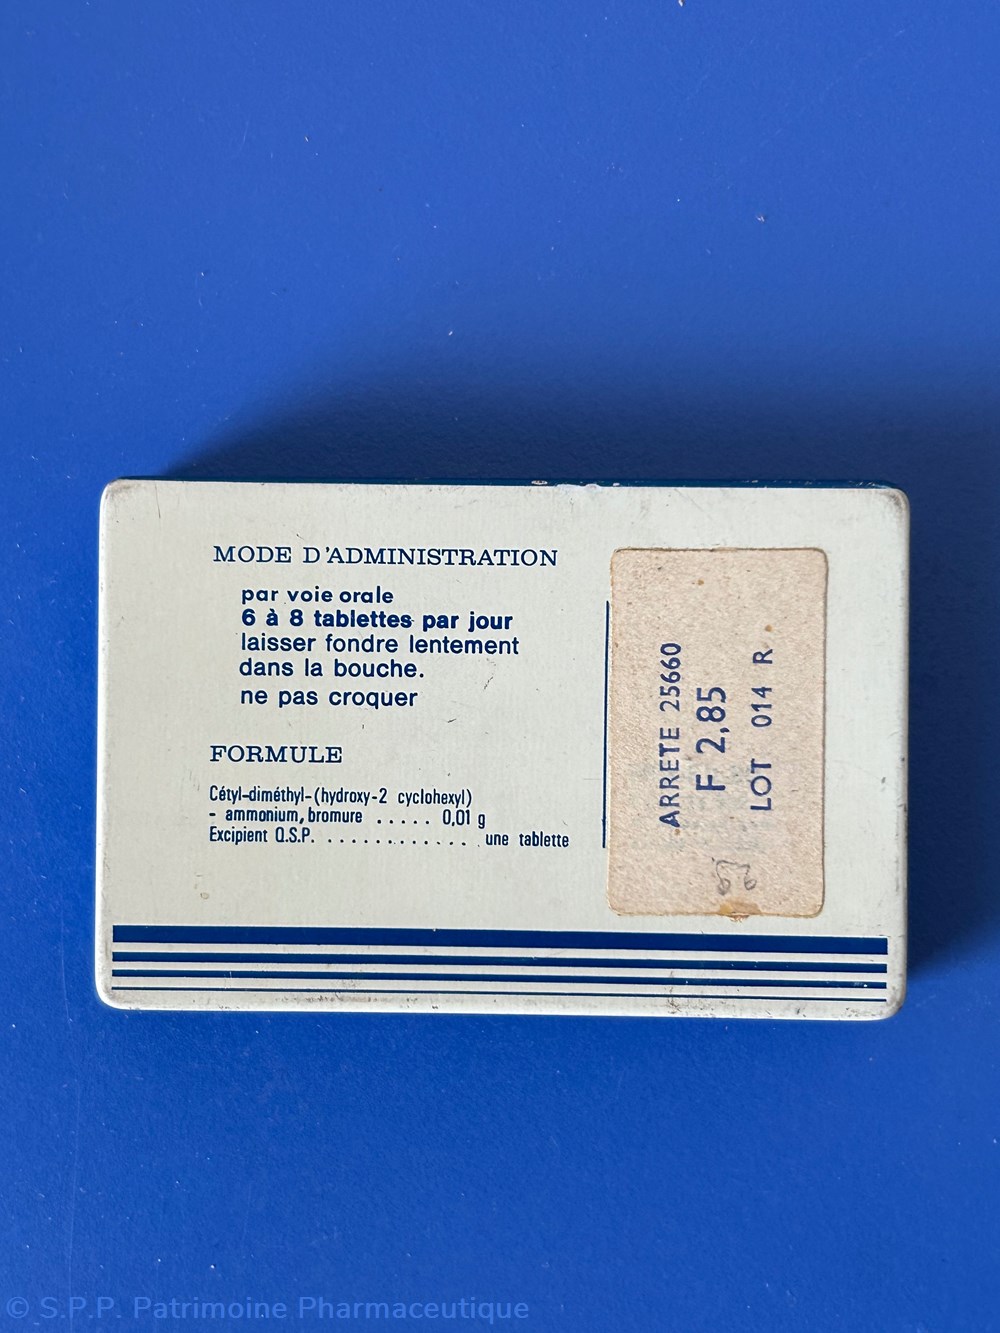 MODE D'ADMINISTRATION
par voie orale
6 à 8 tablettes par jour
laisser fondre lentement
dans la bouche.
ne pas croquer
FORMULE
Cétyl-diméthyl-(hydroxy-2 cyclohexyl)
- ammonium, bromure ..... 0,01 g
Excipient Q.S.P. ............. une tablette
ARRETE 25660
F 2,85
LOT 014 R
© S.P.P. Patrimoine Pharmaceutique